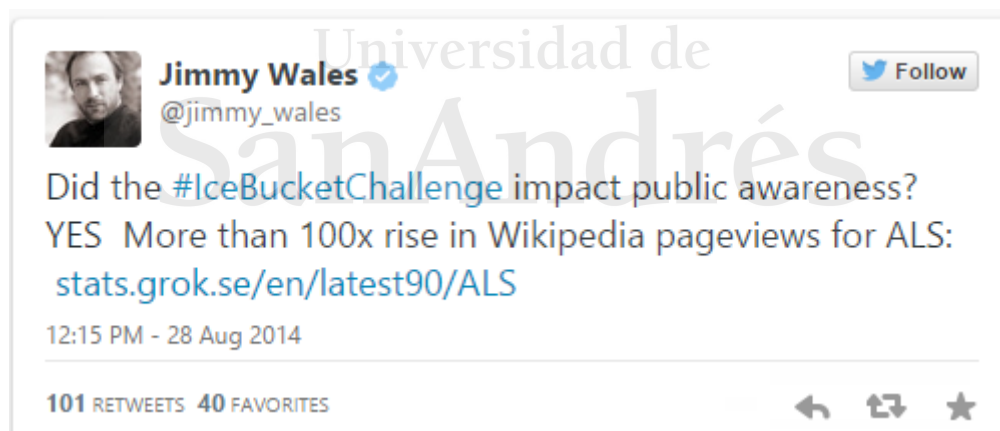 Universidad de
SanAndrés
Jimmy Wales
@jimmy_wales
Follow
Did the #IceBucketChallenge impact public awareness?
YES  More than 100x rise in Wikipedia pageviews for ALS:
stats.grok.se/en/latest90/ALS
12:15 PM - 28 Aug 2014
101 RETWEETS  40 FAVORITES